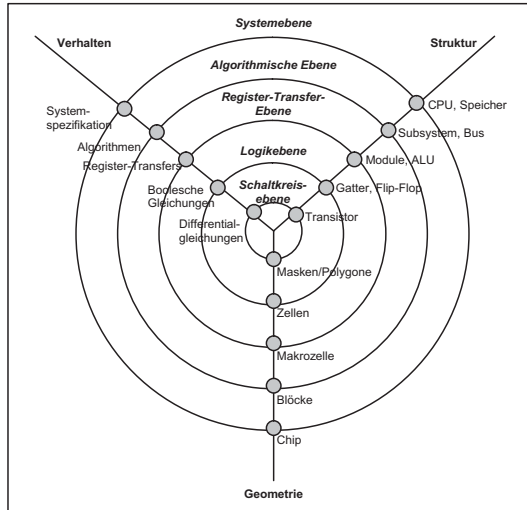 Systemebene
Verhalten
Struktur
Algorithmische Ebene
Register-Transfer-
Ebene
Logikebene
Schaltkreis-
ebene
System-
spezifikation
Algorithmen
Register-Transfers
Boolesche
Gleichungen
Differential-
gleichungen
CPU, Speicher
Subsystem, Bus
Module, ALU
Gatter, Flip-Flop
Transistor
Masken/Polygone
Zellen
Makrozelle
Blöcke
Chip
Geometrie